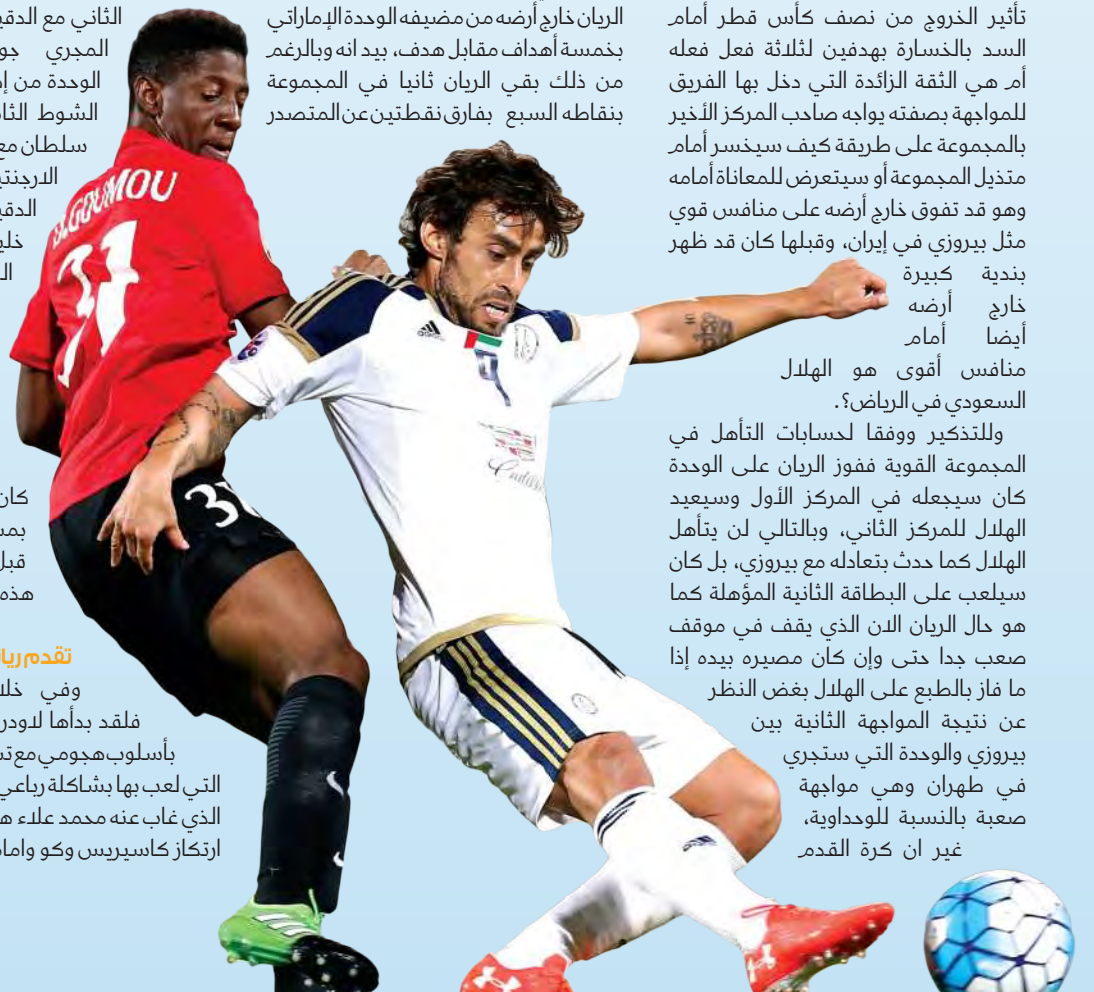 تأثير الخروج من نصف كأس قطر أمام
السد بالخسارة بهدفين لثلاثة فعل فعله
أم هي الثقة الزائدة التي دخل بها الفريق
للمواجهة بصفته يواجه صاحب المركز الأخير
بالمجموعة على طريقة كيف سيخسر أمام
متذيل المجموعة أو سيتعرض للمعاناة أمامه
وهو قد تفوق خارج أرضه على منافس قوي
مثل بيروزي في إيران، وقبلها كان قد ظهر
بندية كبيرة
خارج أرضه
أيضا أمام
منافس أقوى هو الهلال
السعودي في الرياض؟.
وللتذكير ووفقا لحسابات التأهل في
المجموعة القوية ففوز الريان على الوحدة
كان سيجعله في المركز الأول وسيعيد
الهلال للمركز الثاني، وبالتالي لن يتأهل
الهلال كما حدث بتعادله مع بيروزي، بل كان
سيلعب على البطاقة الثانية المؤهلة كما
هو حال الريان الان الذي يقف في موقف
صعب جدا حتى وإن كان مصيره بيده إذا
ما فاز بالطبع على الهلال بغض النظر
عن نتيجة المواجهة الثانية بين
بيروزي والوحدة التي ستجري
في طهران وهي مواجهة
صعبة بالنسبة للوحداوية،
غير ان كرة القدم
الريان خارج أرضه من مضيفه الوحدة الإماراتي
بخمسة أهداف مقابل هدف، بيد انه وبالرغم
من ذلك بقي الريان ثانيا في المجموعة
بنقاطه السبع بفارق نقطتين عن المتصدر
الثاني مع
المجري
الوحدة من
الشوط
سلطان مع
كان
قبل
هذه
تقدم
وفي
فلقد بدأها
بأسلوب هجومي مع
التي لعب بها بشاكلة رباعي
الذي غاب عنه محمد علاء
ارتكاز كاسيريس وكو
31
31
adidas
9